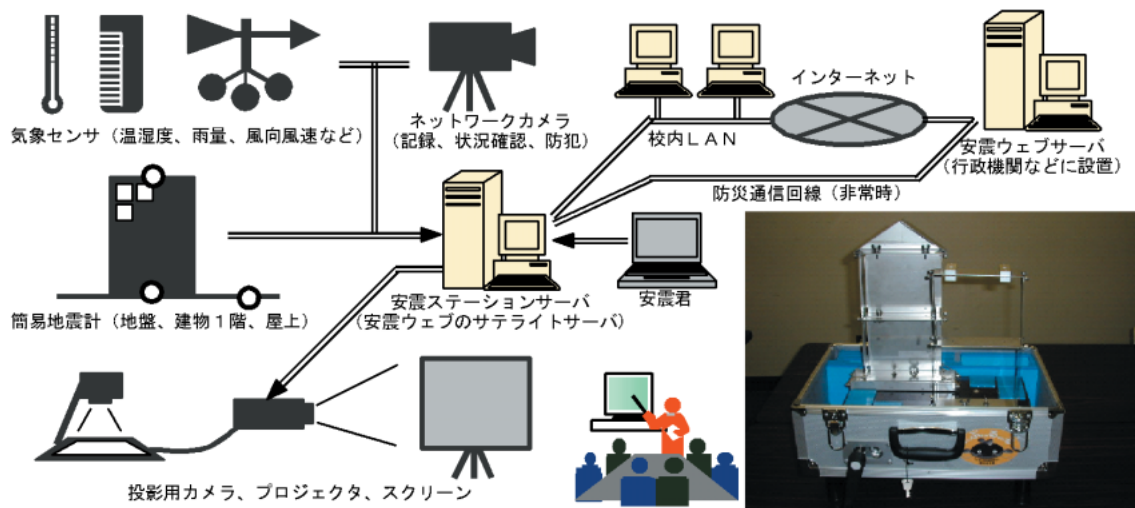 気象センサ（温湿度、雨量、風向風速など）
ネットワークカメラ
（記録、状況確認、防犯）
インターネット
校内ＬＡＮ
安震ウェブサーバ
（行政機関などに設置）
防災通信回線（非常時）
簡易地震計（地盤、建物１階、屋上）
安震ステーションサーバ
（安震ウェブのサテライトサーバ）
安震君
投影用カメラ、プロジェクタ、スクリーン